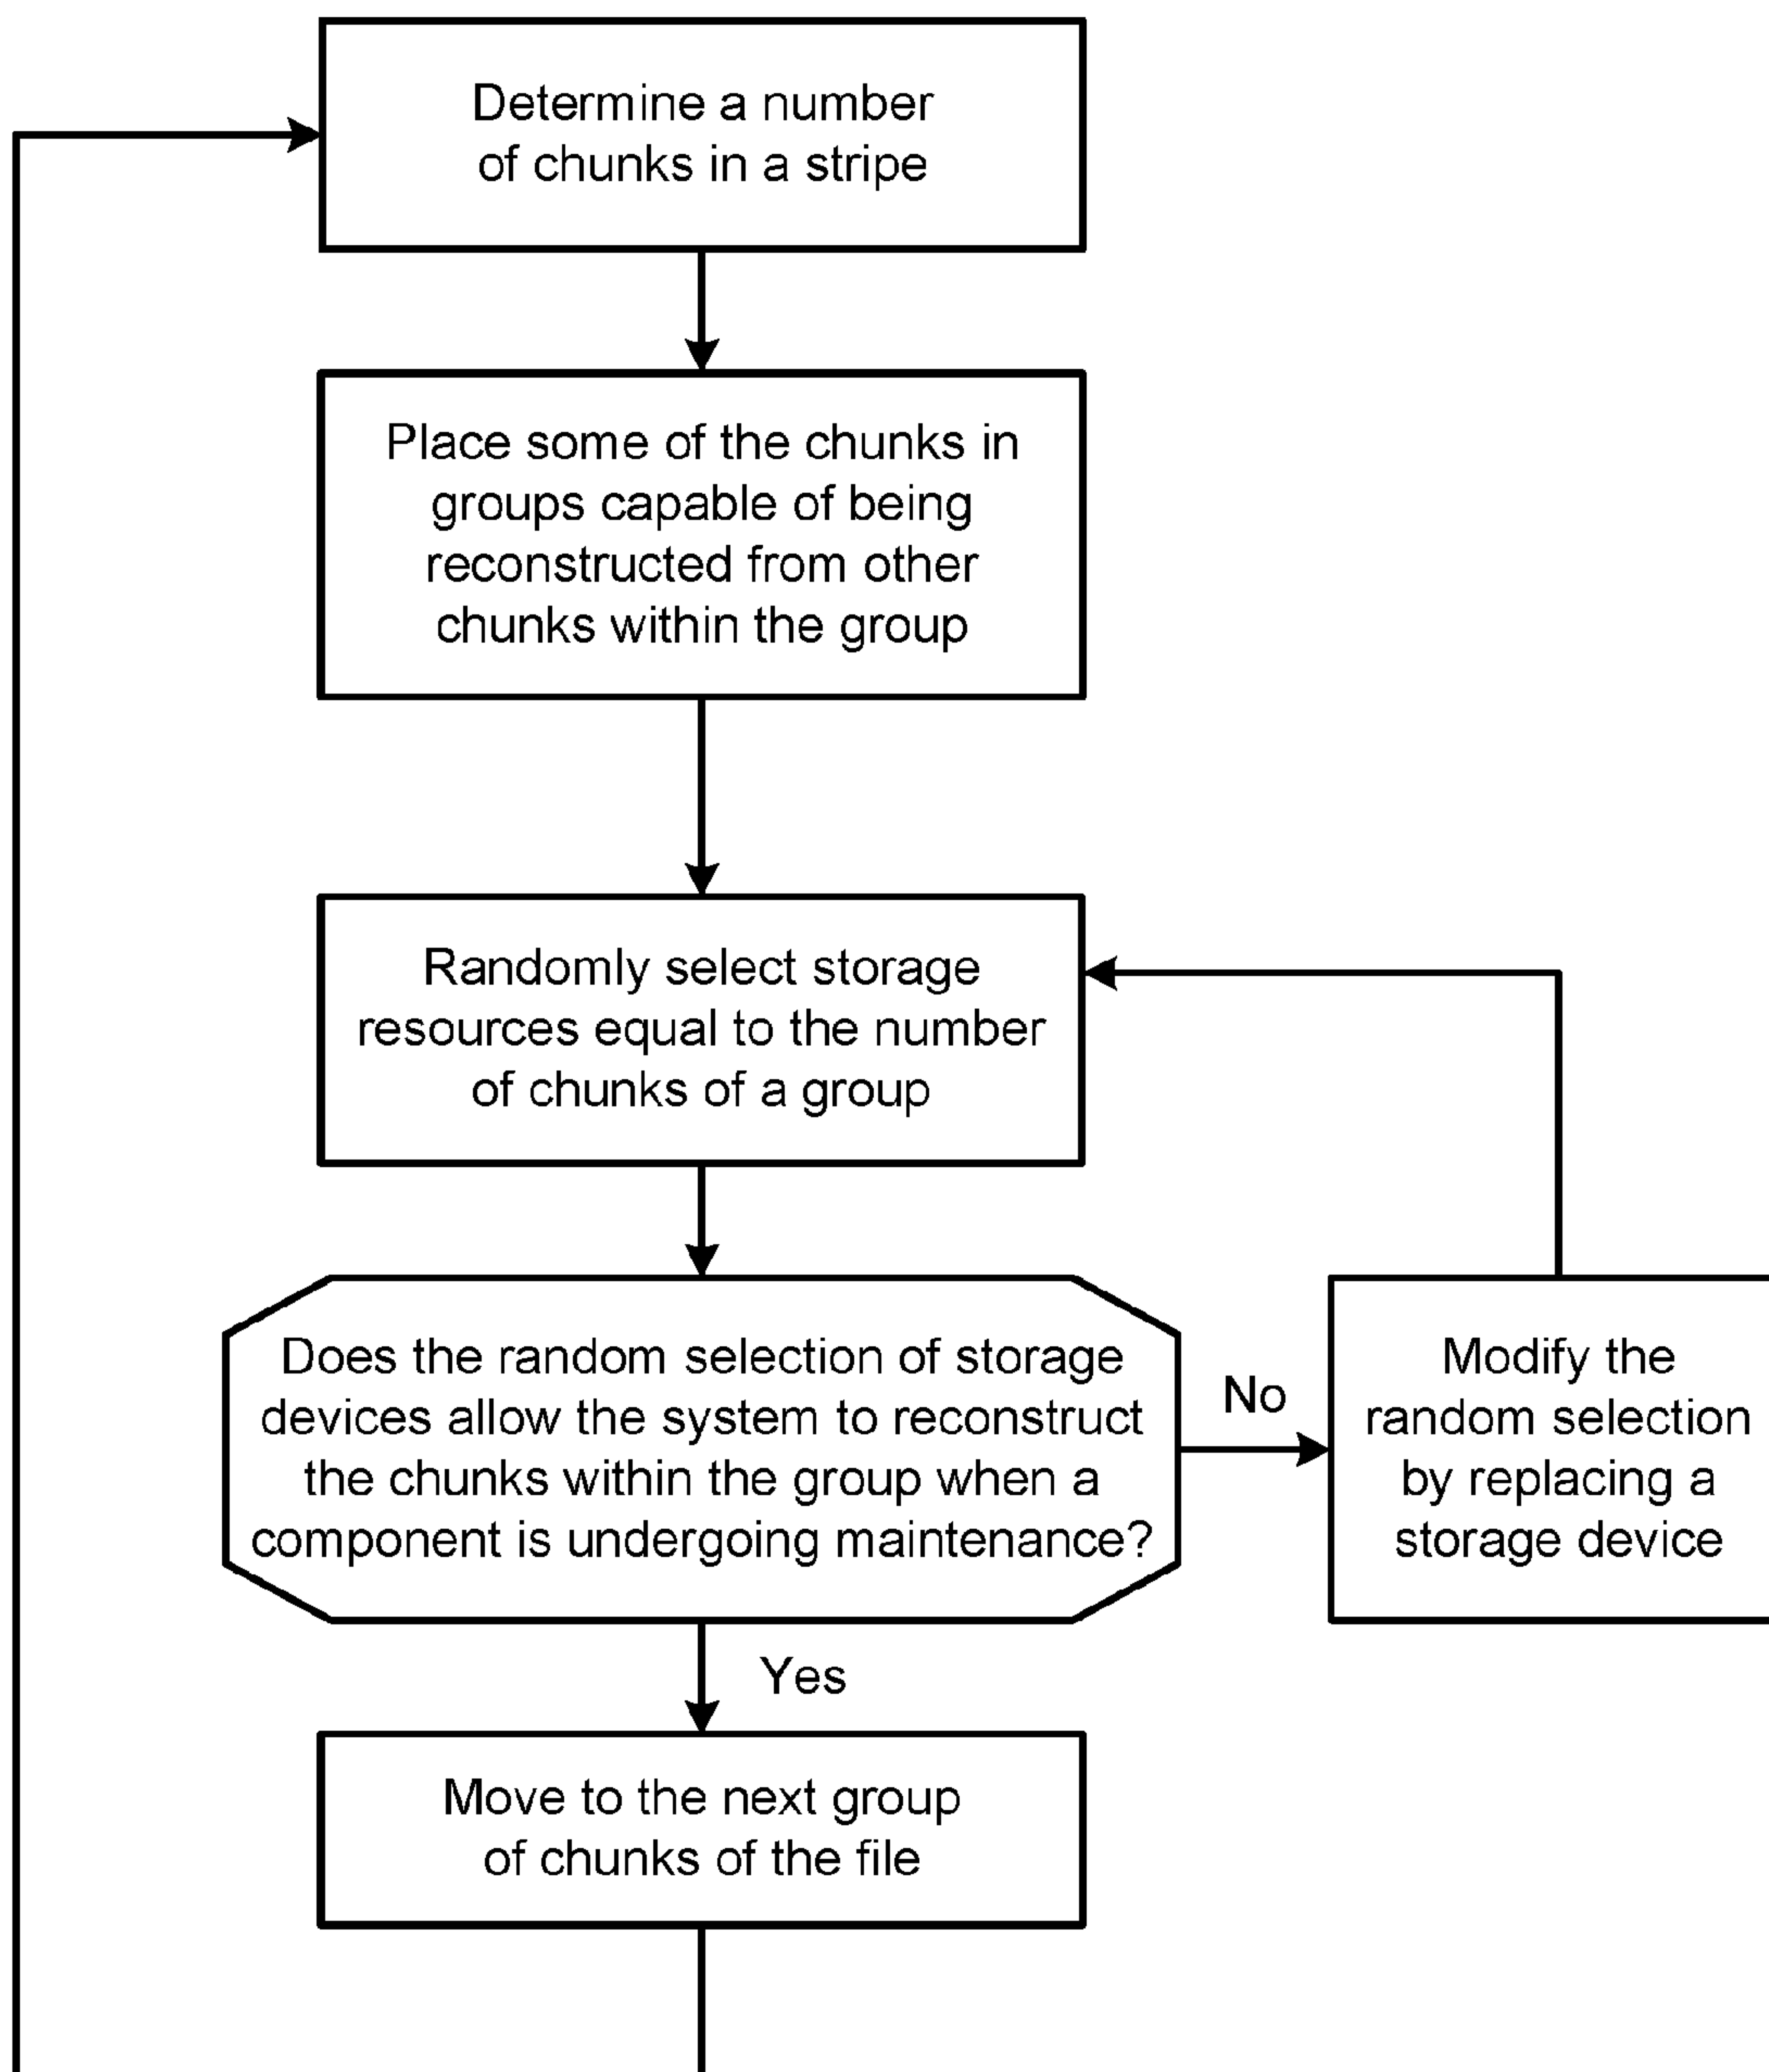 Determine a number
of chunks in a stripe
Place some of the chunks in
groups capable of being
reconstructed from other
chunks within the group
Randomly select storage
resources equal to the number
of chunks of a group
Does the random selection of storage
devices allow the system to reconstruct
the chunks within the group when a
component is undergoing maintenance?
No
Modify the
random selection
by replacing a
storage device
Yes
Move to the next group
of chunks of the file